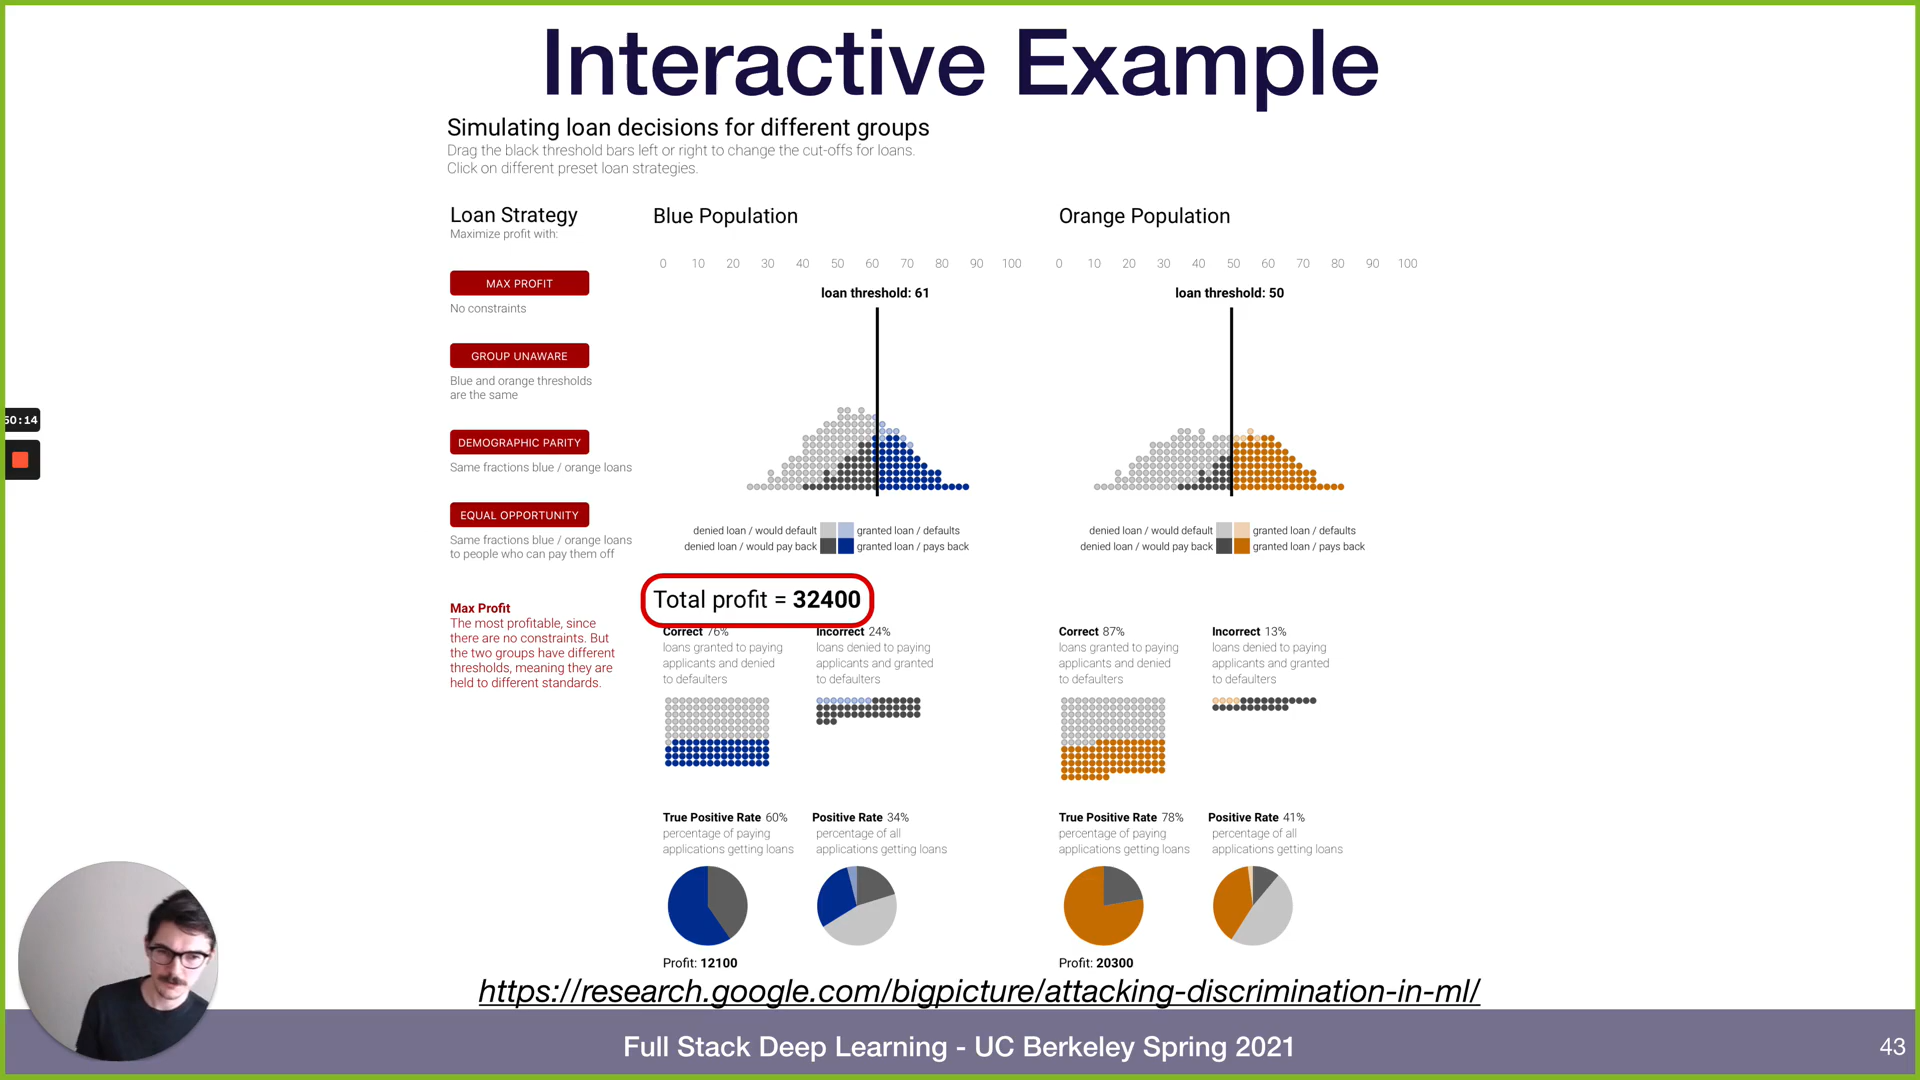 Interactive Example
Simulating loan decisions for different groups
Drag the black threshold bars left or right to change the cut-offs for loans.
Click on different preset loan strategies.
Loan Strategy
Maximize profit with:
MAX PROFIT
No constraints
GROUP UNAWARE
Blue and orange thresholds
are the same
DEMOGRAPHIC PARITY
Same fractions blue / orange loans
EQUAL OPPORTUNITY
Same fractions blue / orange loans
to people who can pay them off
Max Profit
The most profitable, since
there are no constraints. But
the two groups have different
thresholds, meaning they are
held to different standards.
Blue Population
0 10 20 30 40 50 60 70 80 90 100
loan threshold: 61
denied loan / would default granted loan / defaults
denied loan / would pay back granted loan / pays back
Total profit = 32400
Correct 76%
loans granted to paying
applicants and denied
to defaulters
Incorrect 24%
loans denied to paying
applicants and granted
to defaulters
True Positive Rate 60%
percentage of paying
applications getting loans
Positive Rate 34%
percentage of all
applications getting loans
Profit: 12100
Orange Population
0 10 20 30 40 50 60 70 80 90 100
loan threshold: 50
denied loan / would default granted loan / defaults
denied loan / would pay back granted loan / pays back
Correct 87%
loans granted to paying
applicants and denied
to defaulters
Incorrect 13%
loans denied to paying
applicants and granted
to defaulters
True Positive Rate 78%
percentage of paying
applications getting loans
Positive Rate 41%
percentage of all
applications getting loans
Profit: 20300
https://research.google.com/bigpicture/attacking-discrimination-in-ml/
Full Stack Deep Learning - UC Berkeley Spring 2021
43
50:14